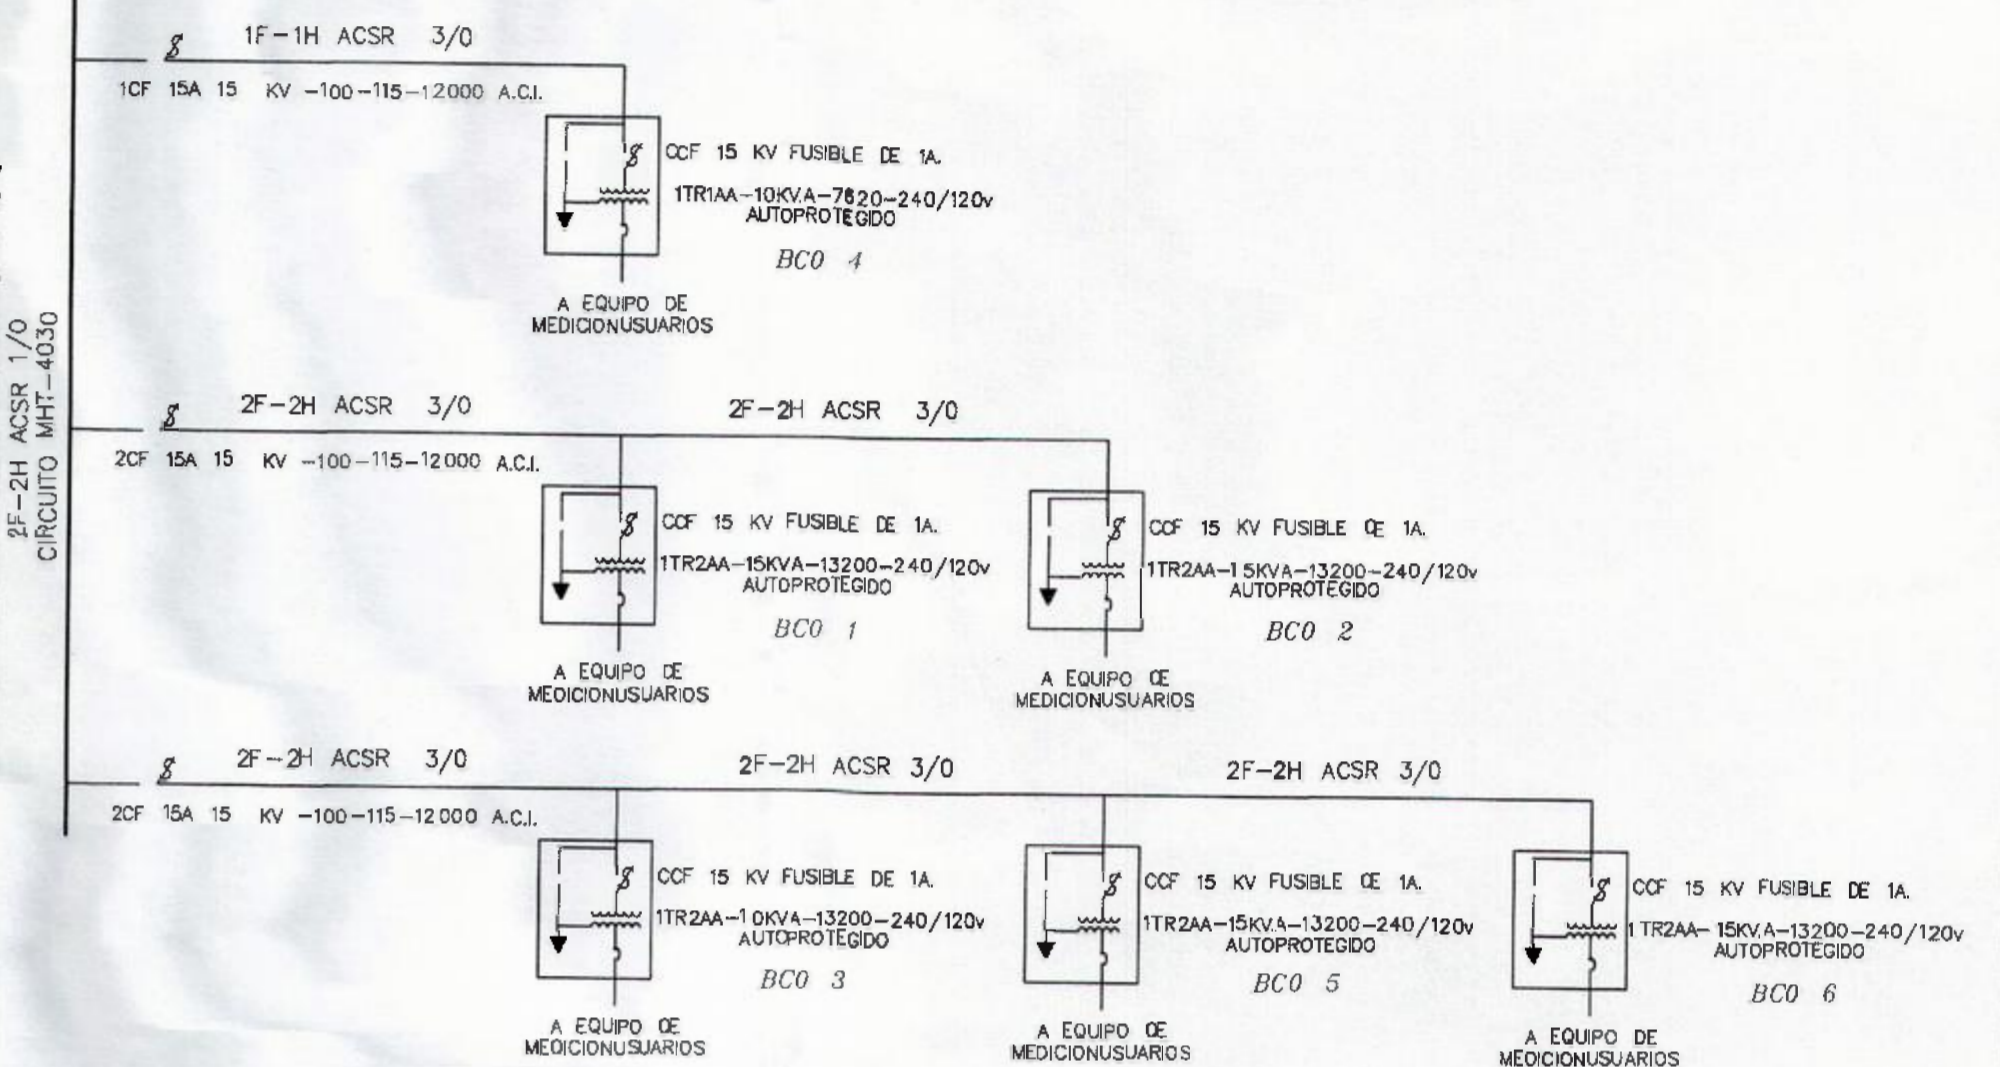 2F-2H ACSR 1/0
CIRCUITO MHT-4030
1F-1H ACSR 3/0
1CF 15A 15 KV -100-115-12000 A.C.I.
CCF 15 KV FUSIBLE DE 1A.
1TR1AA-10KVA-7620-240/120v
AUTOPROTEGIDO
BCO 4
A EQUIPO DE
MEDICIONUSUARIOS
2F-2H ACSR 3/0
2F-2H ACSR 3/0
2CF 15A 15 KV -100-115-12000 A.C.I.
CCF 15 KV FUSIBLE DE 1A.
1TR2AA-15KVA-13200-240/120v
AUTOPROTEGIDO
BCO 1
A EQUIPO DE
MEDICIONUSUARIOS
CCF 15 KV FUSIBLE DE 1A.
1TR2AA-15KVA-13200-240/120v
AUTOPROTEGIDO
BCO 2
A EQUIPO DE
MEDICIONUSUARIOS
2F-2H ACSR 3/0
2F-2H ACSR 3/0
2F-2H ACSR 3/0
2CF 15A 15 KV -100-115-12000 A.C.I.
CCF 15 KV FUSIBLE DE 1A.
1TR2AA-10KVA-13200-240/120v
AUTOPROTEGIDO
BCO 3
A EQUIPO DE
MEDICIONUSUARIOS
CCF 15 KV FUSIBLE DE 1A.
1TR2AA-15KVA-13200-240/120v
AUTOPROTEGIDO
BCO 5
A EQUIPO DE
MEDICIONUSUARIOS
CCF 15 KV FUSIBLE DE 1A.
1TR2AA-15KVA-13200-240/120v
AUTOPROTEGIDO
BCO 6
A EQUIPO DE
MEDICIONUSUARIOS